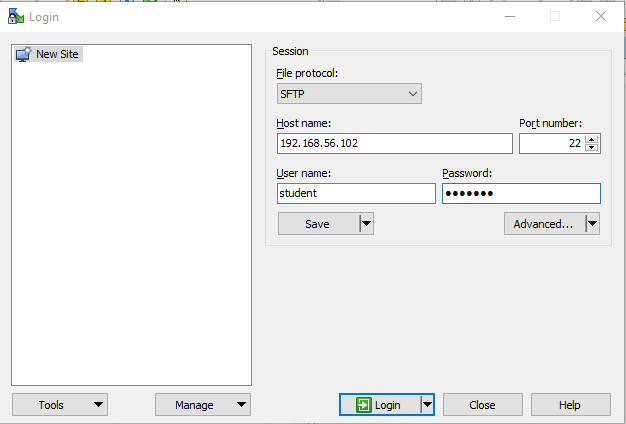 Login
New Site
Session
File protocol:
SFTP
Host name:
Port number:
192.168.56.102
22
User name:
Password:
student
•••••••
Save
Advanced...
Tools
Manage
Login
Close
Help